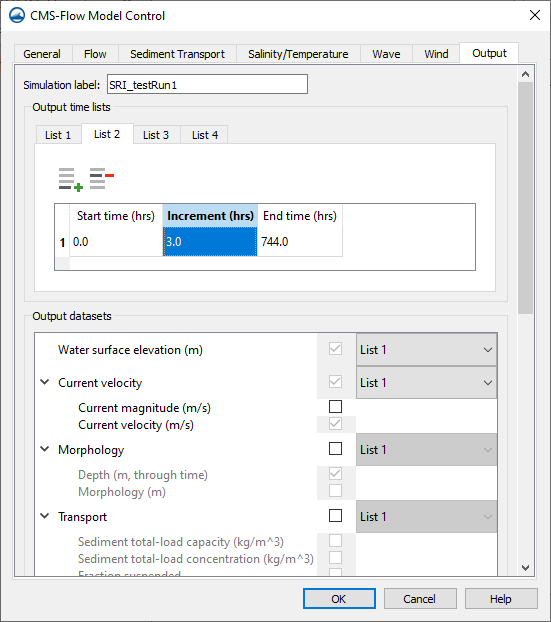 CMS-Flow Model Control
General Flow Sediment Transport Salinity/Temperature Wave Wind Output
Simulation label: SRI_testRun1
Output time lists
List 1 List 2 List 3 List 4
Start time (hrs) Increment (hrs) End time (hrs)
1 0.0 3.0 744.0
Output datasets
Water surface elevation (m) List 1
Current velocity List 1
Current magnitude (m/s)
Current velocity (m/s)
Morphology List 1
Depth (m, through time)
Morphology (m)
Transport List 1
Sediment total-load capacity (kg/m^3)
Sediment total-load concentration (kg/m^3)
Fraction suspended
OK Cancel Help